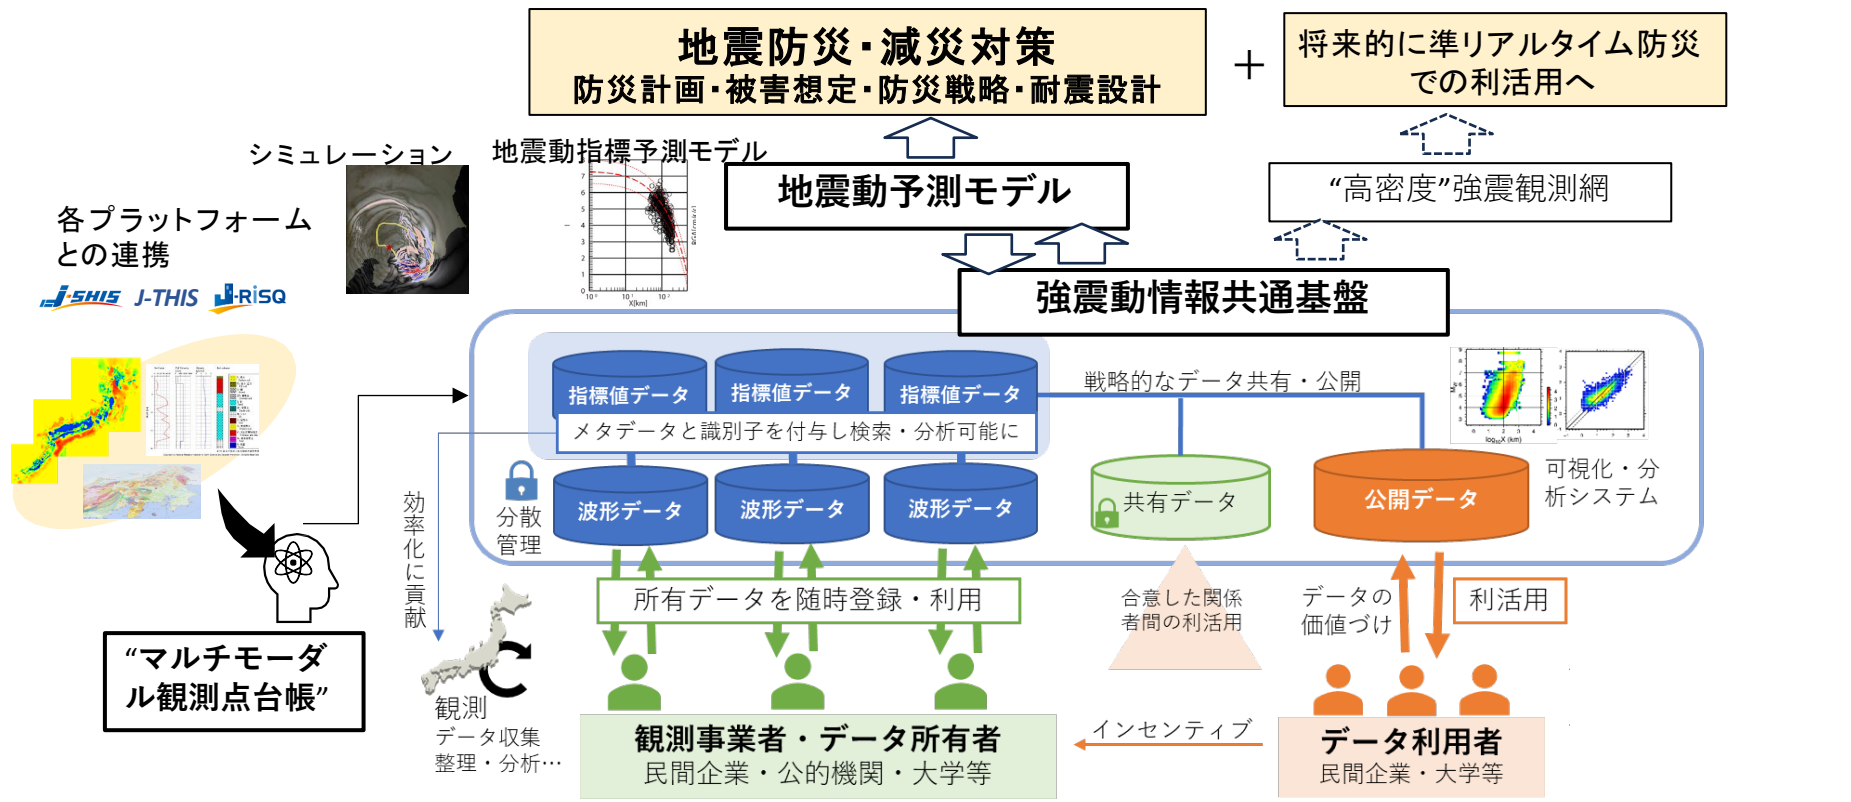 地震防災・減災対策
防災計画・被害想定・防災戦略・耐震設計
+
将来的に準リアルタイム防災
での利活用へ
シミュレーション
地震動指標予測モデル
地震動予測モデル
“高密度”強震観測網
各プラットフォーム
との連携
J-SHIS
J-THIS
J-RiSQ
X[km]
強震動情報共通基盤
指標値データ
指標値データ
指標値データ
メタデータと識別子を付与し検索・分析可能に
戦略的なデータ共有・公開
log₁₀X (km)
可視化・分
析システム
分散
管理
波形データ
波形データ
波形データ
共有データ
公開データ
効率化に貢献
所有データを随時登録・利用
合意した関係
者間の利活用
データの
価値づけ
利活用
“マルチモーダ
ル観測点台帳”
観測
データ収集
整理・分析…
観測事業者・データ所有者
民間企業・公的機関・大学等
インセンティブ
データ利用者
民間企業・大学等